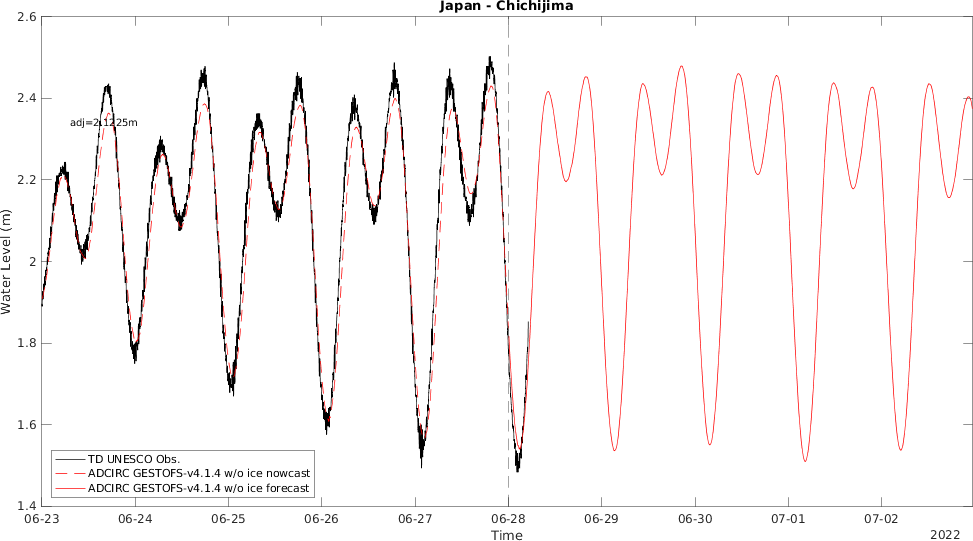 Japan - Chichijima
2.6
2.4
adj=2.1225m
2.2
2
1.8
1.6
1.4
Water Level (m)
TD UNESCO Obs.
ADCIRC GESTOFS-v4.1.4 w/o ice nowcast
ADCIRC GESTOFS-v4.1.4 w/o ice forecast
06-23 06-24 06-25 06-26 06-27 06-28 06-29 06-30 07-01 07-02
Time
2022